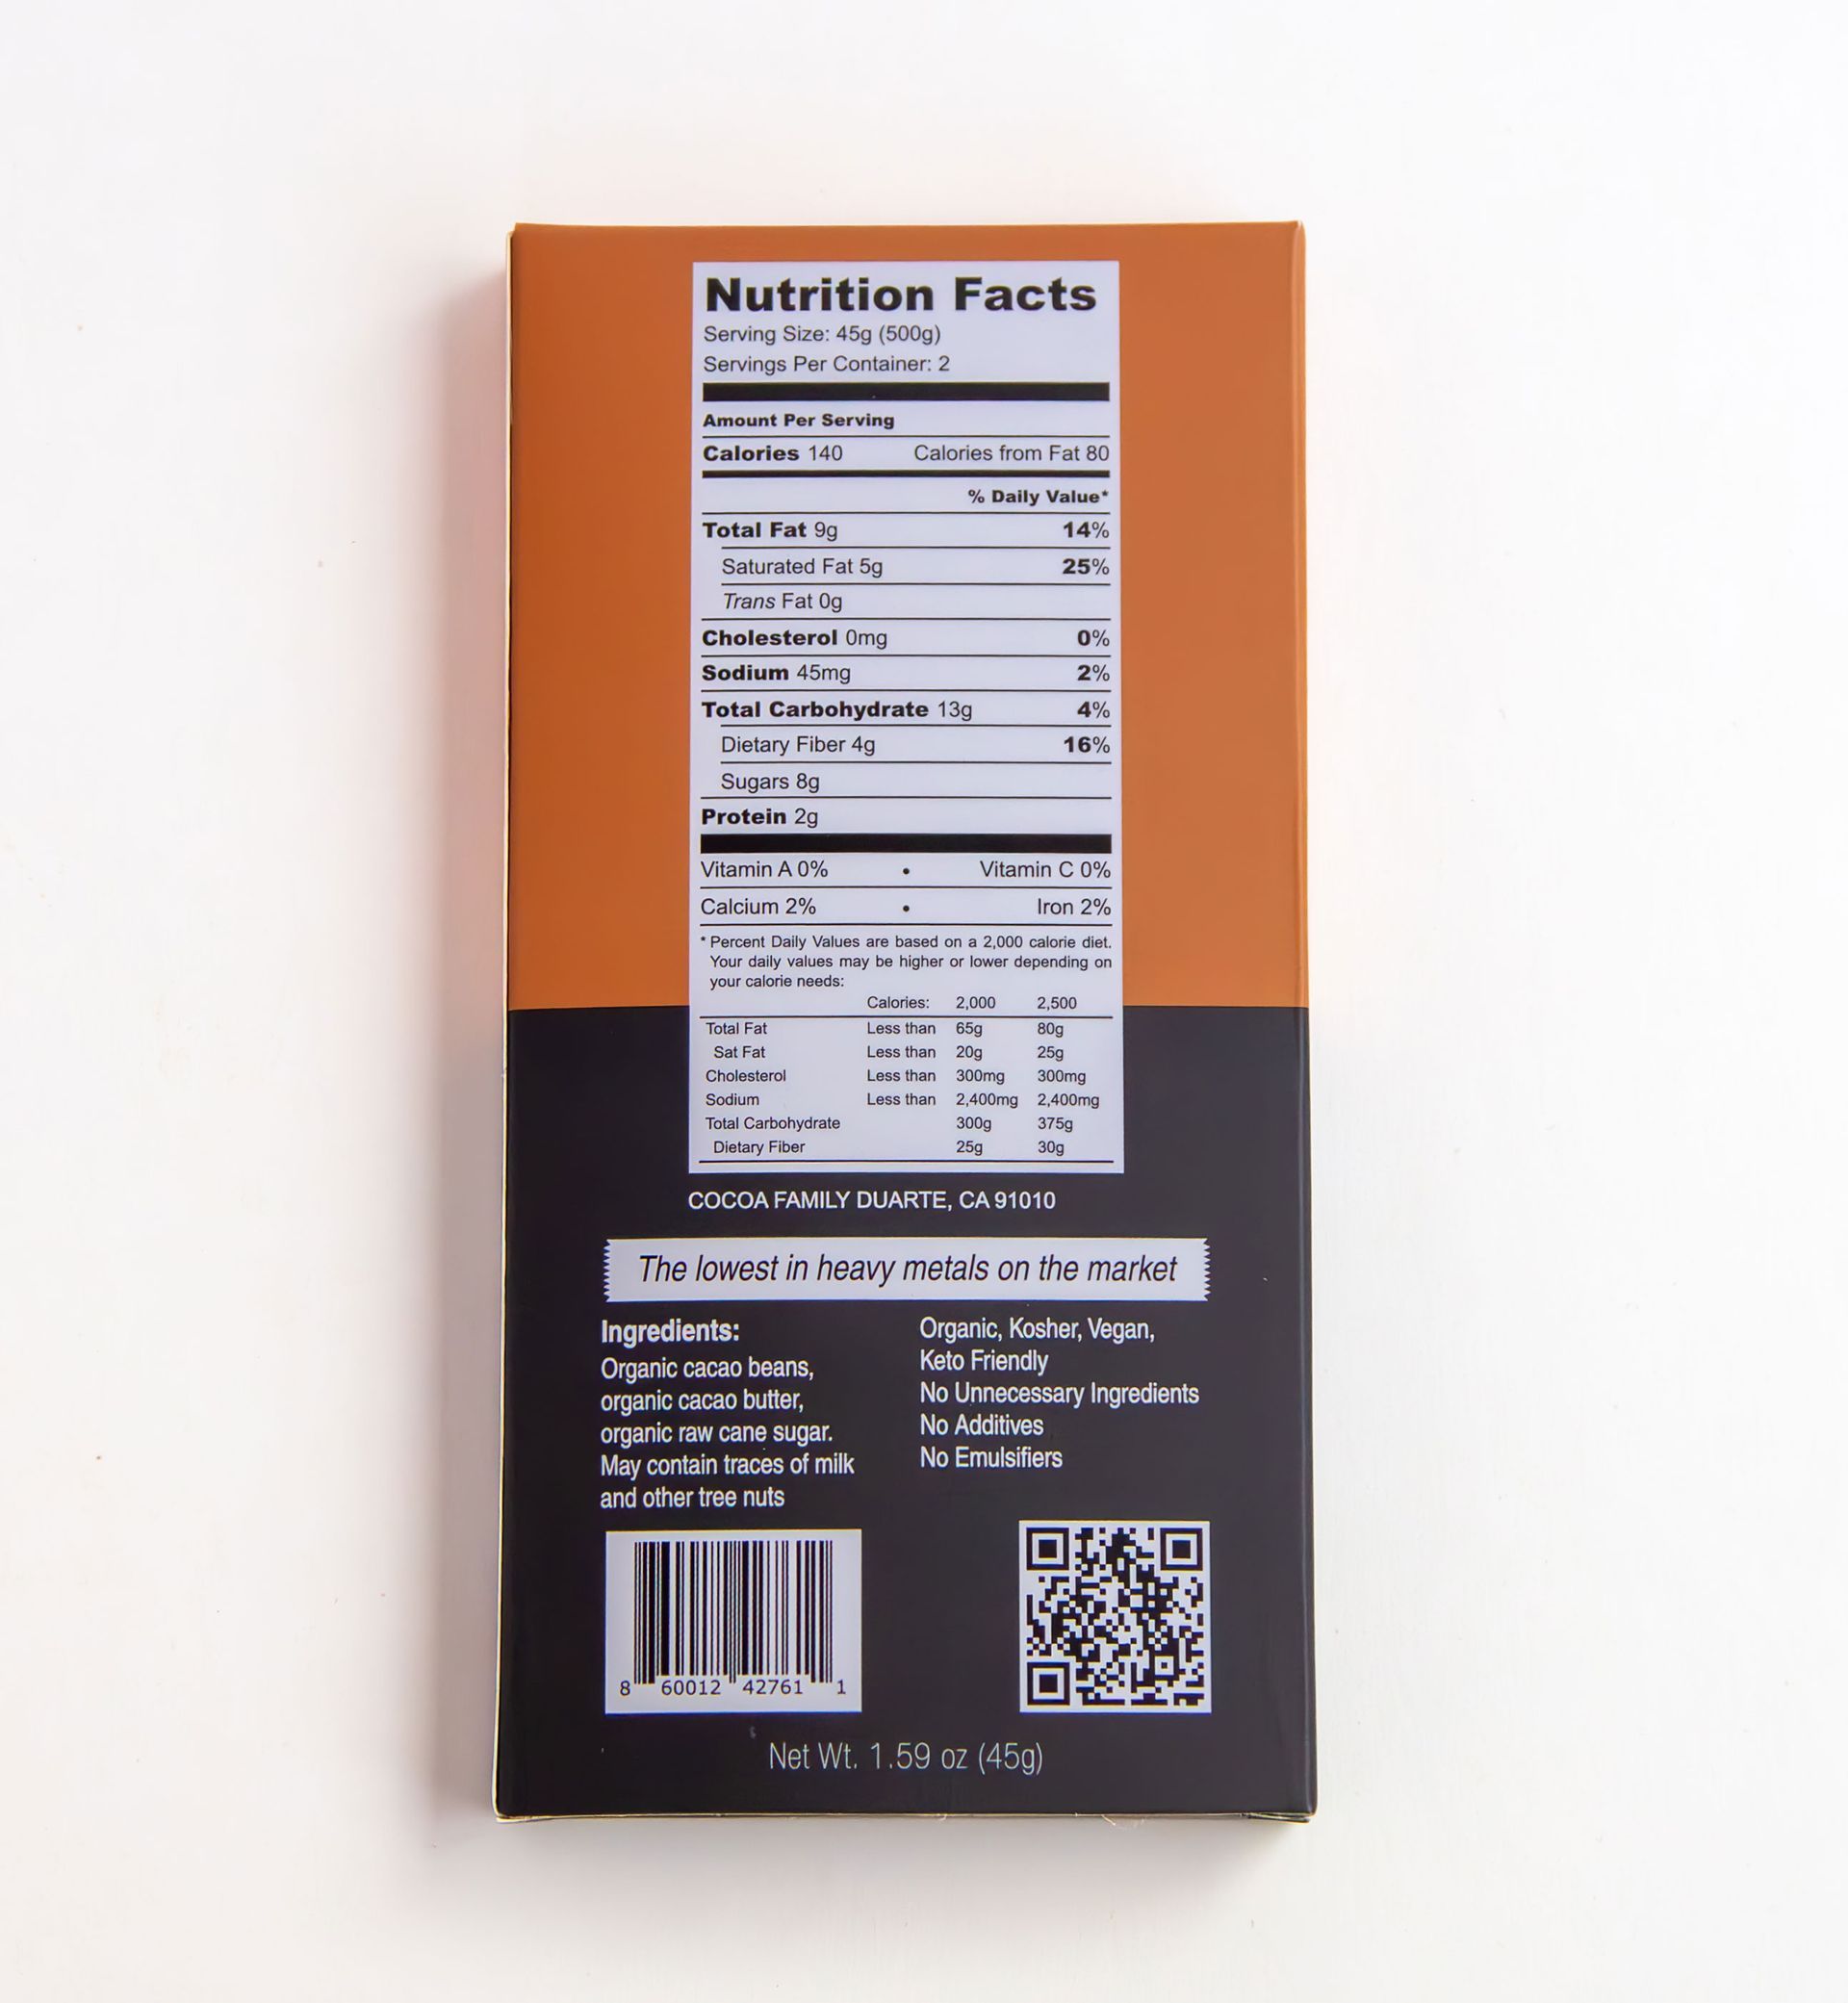 Nutrition Facts
Serving Size: 45g (500g)
Servings Per Container: 2
Amount Per Serving
Calories 140 Calories from Fat 80
% Daily Value*
Total Fat 9g 14%
Saturated Fat 5g 25%
Trans Fat 0g
Cholesterol 0mg 0%
Sodium 45mg 2%
Total Carbohydrate 13g 4%
Dietary Fiber 4g 16%
Sugars 8g
Protein 2g
Vitamin A 0% • Vitamin C 0%
Calcium 2% • Iron 2%
* Percent Daily Values are based on a 2,000 calorie diet.
Your daily values may be higher or lower depending on
your calorie needs:
Calories: 2,000 2,500
Total Fat Less than 65g 80g
Sat Fat Less than 20g 25g
Cholesterol Less than 300mg 300mg
Sodium Less than 2,400mg 2,400mg
Total Carbohydrate 300g 375g
Dietary Fiber 25g 30g
COCOA FAMILY DUARTE, CA 91010
The lowest in heavy metals on the market
Ingredients:
Organic cacao beans,
organic cacao butter,
organic raw cane sugar.
May contain traces of milk
and other tree nuts
Organic, Kosher, Vegan,
Keto Friendly
No Unnecessary Ingredients
No Additives
No Emulsifiers
8 60012 42761 1
Net Wt. 1.59 oz (45g)